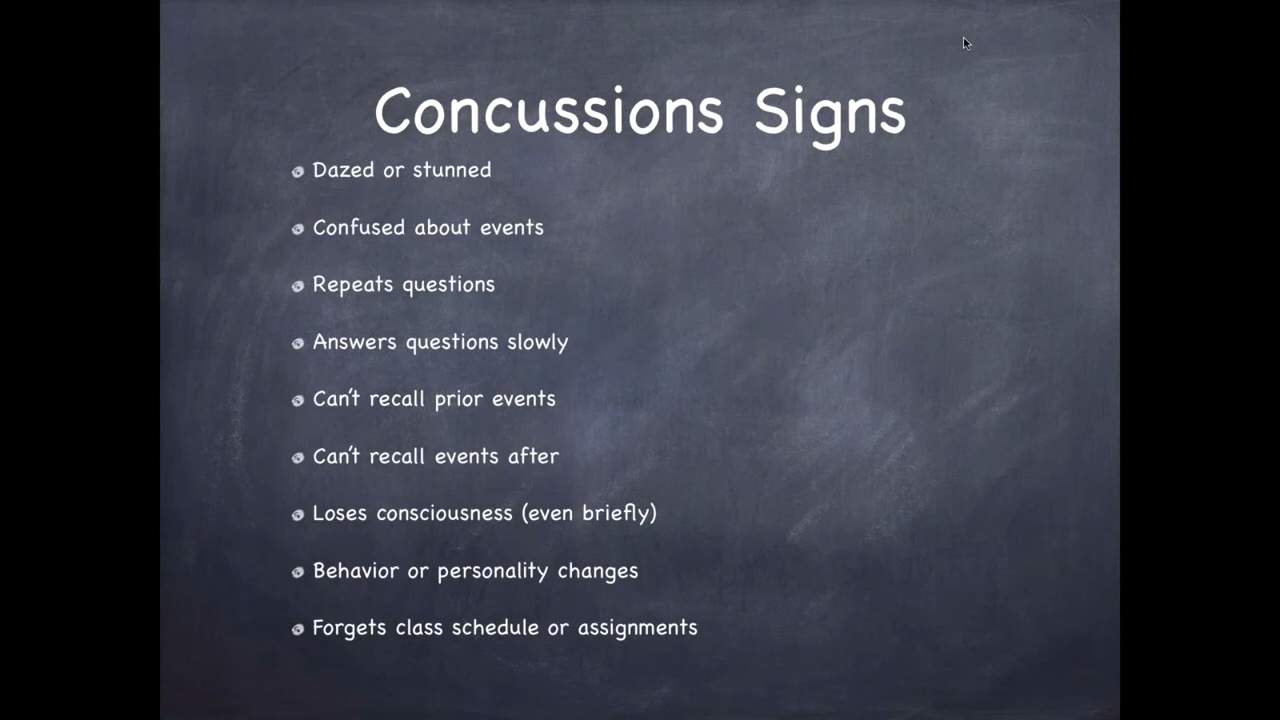 Concussions Signs
Dazed or stunned
Confused about events
Repeats questions
Answers questions slowly
Can't recall prior events
Can't recall events after
Loses consciousness (even briefly)
Behavior or personality changes
Forgets class schedule or assignments